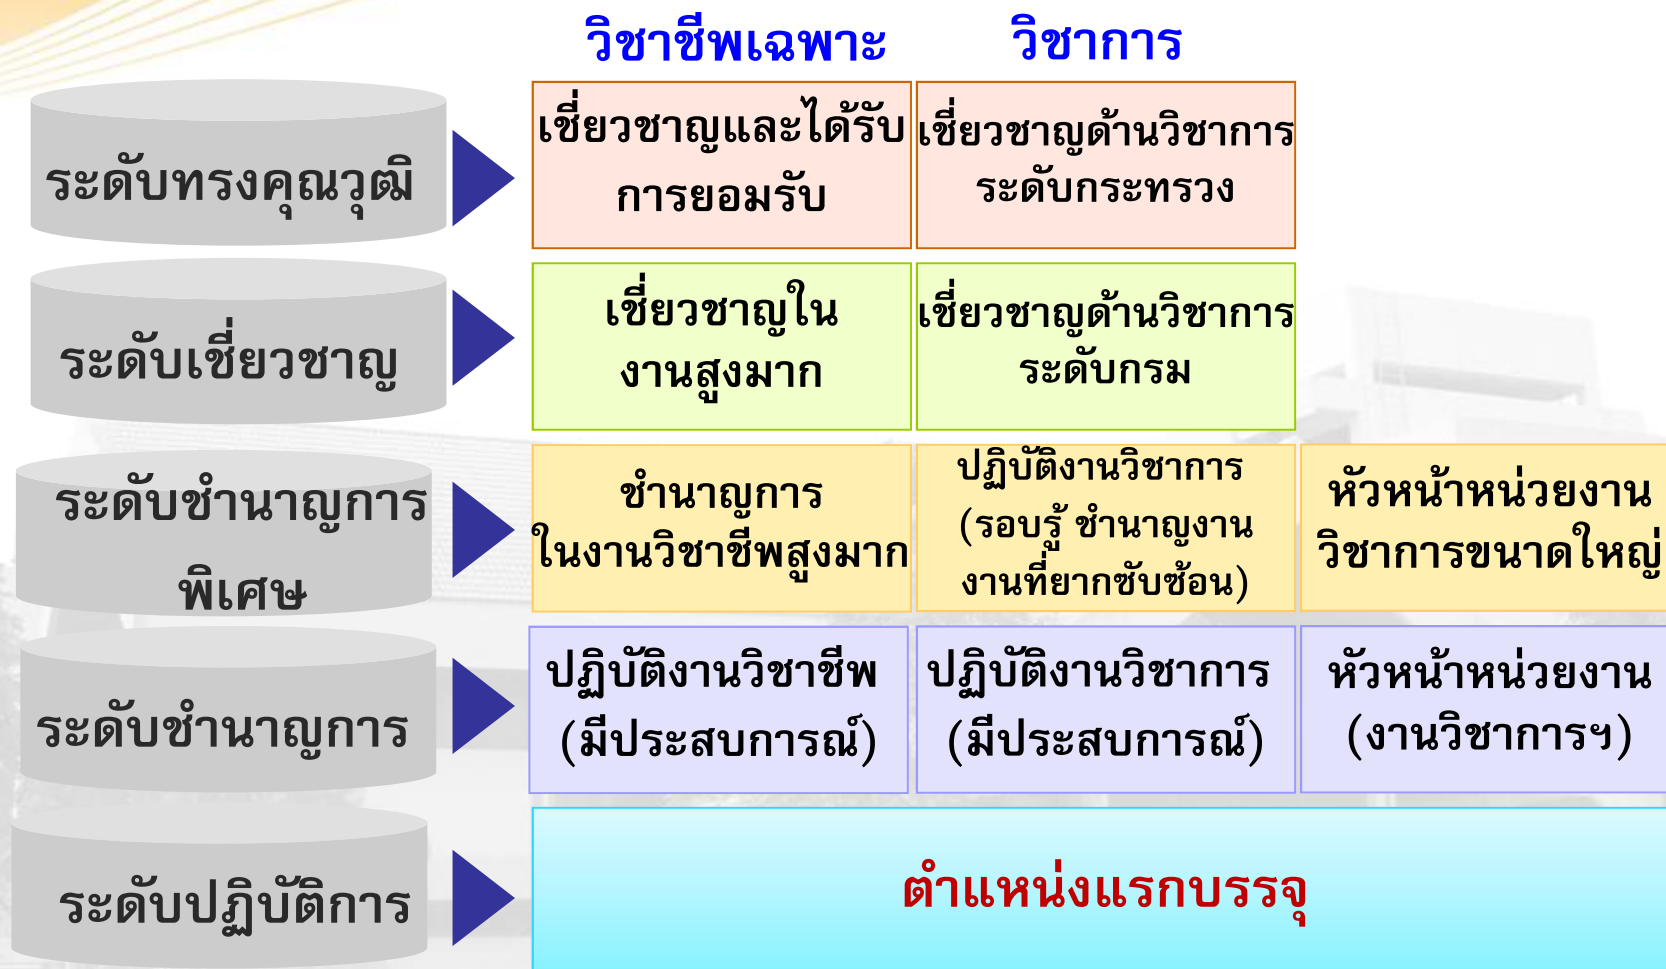 วิชาชีพเฉพาะ
วิชาการ
ระดับทรงคุณวุฒิ
เชี่ยวชาญและได้รับ
การยอมรับ
เชี่ยวชาญด้านวิชาการ
ระดับกระทรวง
ระดับเชี่ยวชาญ
เชี่ยวชาญใน
งานสูงมาก
เชี่ยวชาญด้านวิชาการ
ระดับกรม
ระดับชำนาญการ
พิเศษ
ชำนาญการ
ในงานวิชาชีพสูงมาก
ปฏิบัติงานวิชาการ
(รอบรู้ ชำนาญงาน
งานที่ยากซับซ้อน)
หัวหน้าหน่วยงาน
วิชาการขนาดใหญ่
ระดับชำนาญการ
ปฏิบัติงานวิชาชีพ
(มีประสบการณ์)
ปฏิบัติงานวิชาการ
(มีประสบการณ์)
หัวหน้าหน่วยงาน
(งานวิชาการฯ)
ระดับปฏิบัติการ
ตำแหน่งแรกบรรจุ